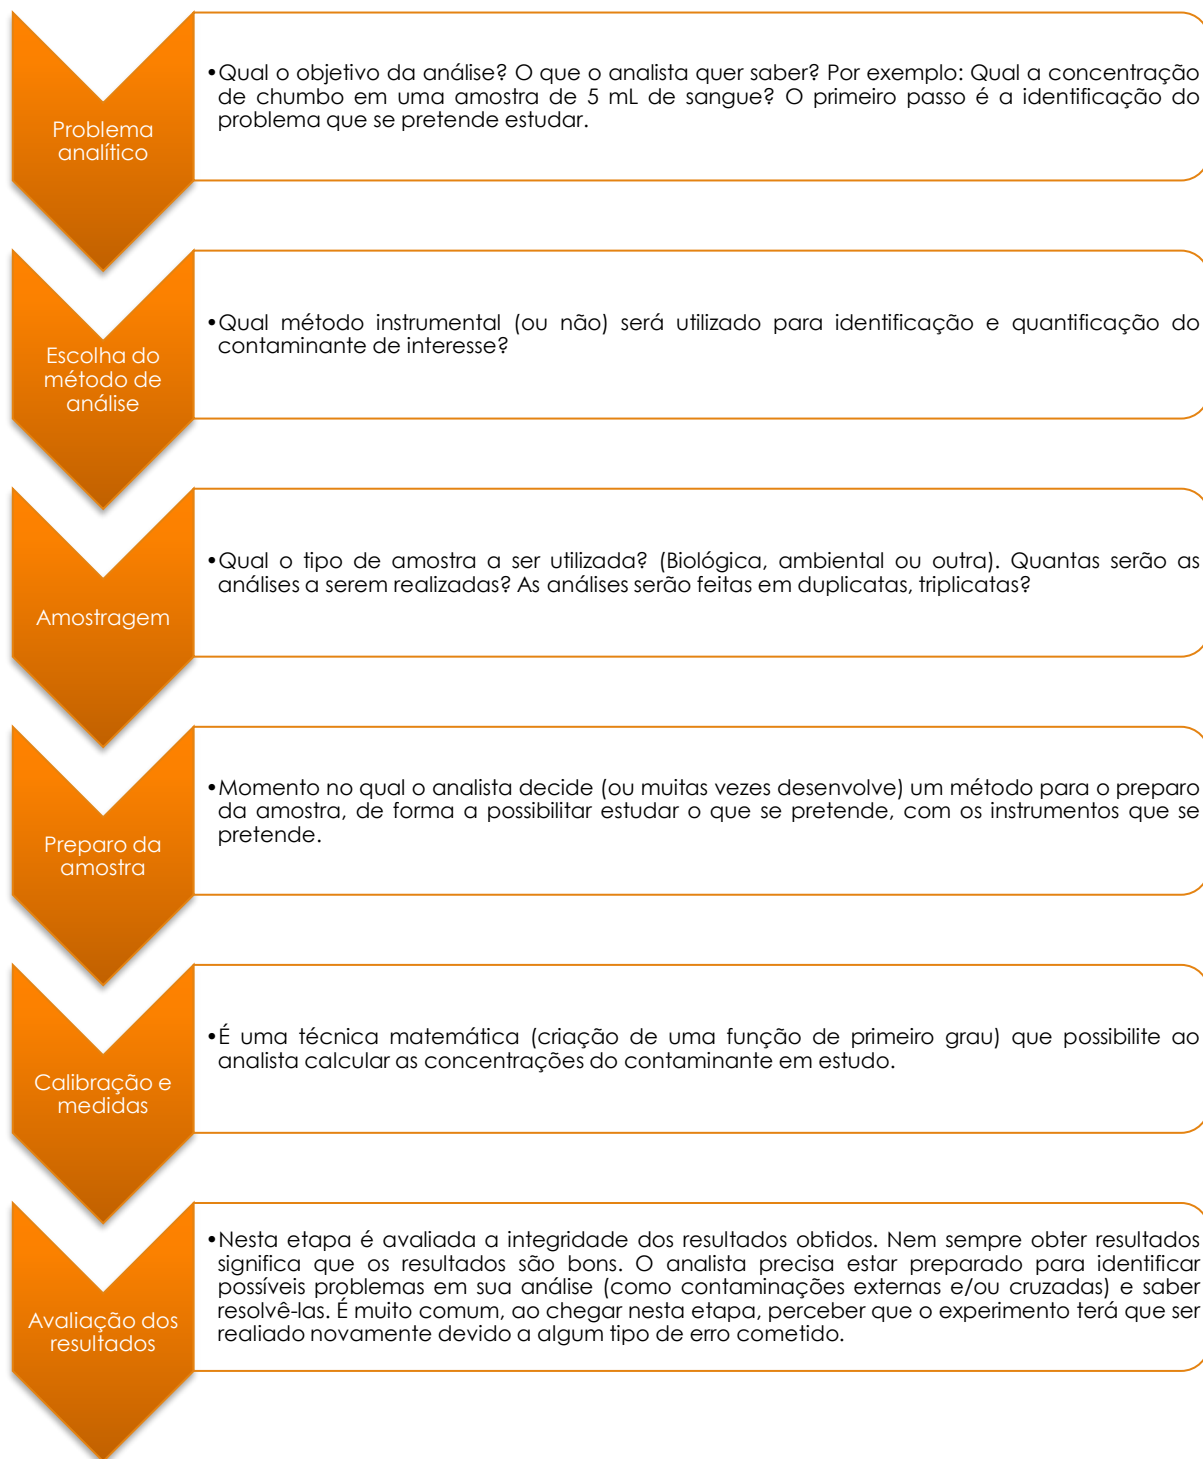 Problema
analítico
•Qual o objetivo da análise? O que o analista quer saber? Por exemplo: Qual a concentração
de chumbo em uma amostra de 5 mL de sangue? O primeiro passo é a identificação do
problema que se pretende estudar.
Escolha do
método de
análise
•Qual método instrumental (ou não) será utilizado para identificação e quantificação do
contaminante de interesse?
Amostragem
•Qual o tipo de amostra a ser utilizada? (Biológica, ambiental ou outra). Quantas serão as
análises a serem realizadas? As análises serão feitas em duplicatas, triplicatas?
Preparo da
amostra
•Momento no qual o analista decide (ou muitas vezes desenvolve) um método para o preparo
da amostra, de forma a possibilitar estudar o que se pretende, com os instrumentos que se
pretende.
Calibração e
medidas
•É uma técnica matemática (criação de uma função de primeiro grau) que possibilite ao
analista calcular as concentrações do contaminante em estudo.
Avaliação dos
resultados
•Nesta etapa é avaliada a integridade dos resultados obtidos. Nem sempre obter resultados
significa que os resultados são bons. O analista precisa estar preparado para identificar
possíveis problemas em sua análise (como contaminações externas e/ou cruzadas) e saber
resolvê-las. É muito comum, ao chegar nesta etapa, perceber que o experimento terá que ser
realiado novamente devido a algum tipo de erro cometido.